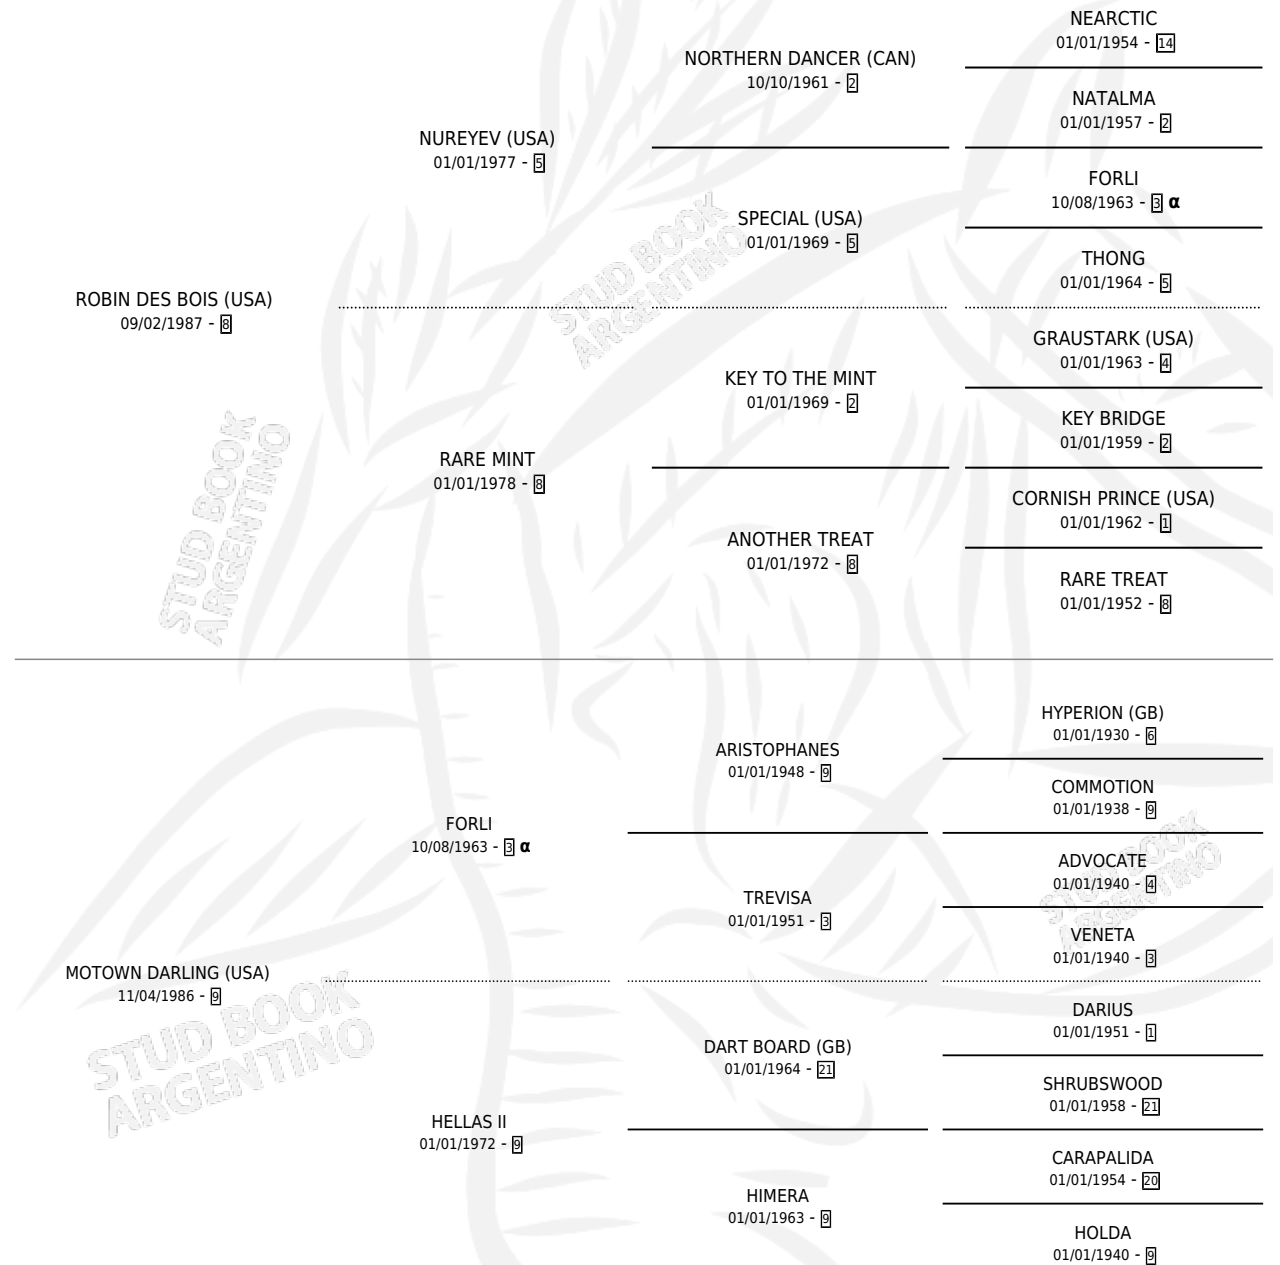 NEARCTIC
01/01/1954 - 14
NORTHERN DANCER (CAN)
10/10/1961 - 2
NATALMA
01/01/1957 - 2
NUREYEV (USA)
01/01/1977 - 5
FORLI
10/08/1963 - 3 α
SPECIAL (USA)
01/01/1969 - 5
THONG
01/01/1964 - 5
ROBIN DES BOIS (USA)
09/02/1987 - 8
GRAUSTARK (USA)
01/01/1963 - 4
KEY TO THE MINT
01/01/1969 - 2
KEY BRIDGE
01/01/1959 - 2
RARE MINT
01/01/1978 - 8
CORNISH PRINCE (USA)
01/01/1962 - 1
ANOTHER TREAT
01/01/1972 - 8
RARE TREAT
01/01/1952 - 8
HYPERION (GB)
01/01/1930 - 6
ARISTOPHANES
01/01/1948 - 9
COMMOTION
01/01/1938 - 9
FORLI
10/08/1963 - 3 α
ADVOCATE
01/01/1940 - 4
TREVISA
01/01/1951 - 3
VENETA
01/01/1940 - 3
MOTOWN DARLING (USA)
11/04/1986 - 9
DARIUS
01/01/1951 - 1
DART BOARD (GB)
01/01/1964 - 21
SHRUBSWOOD
01/01/1958 - 21
HELLAS II
01/01/1972 - 9
CARAPALIDA
01/01/1954 - 20
HIMERA
01/01/1963 - 9
HOLDA
01/01/1940 - 9
STUD BOOK
ARGENTINO
STUD BOOK
ARGENTINO
STUD BOOK
ARGENTINO
STUD BOOK
ARGENTINO